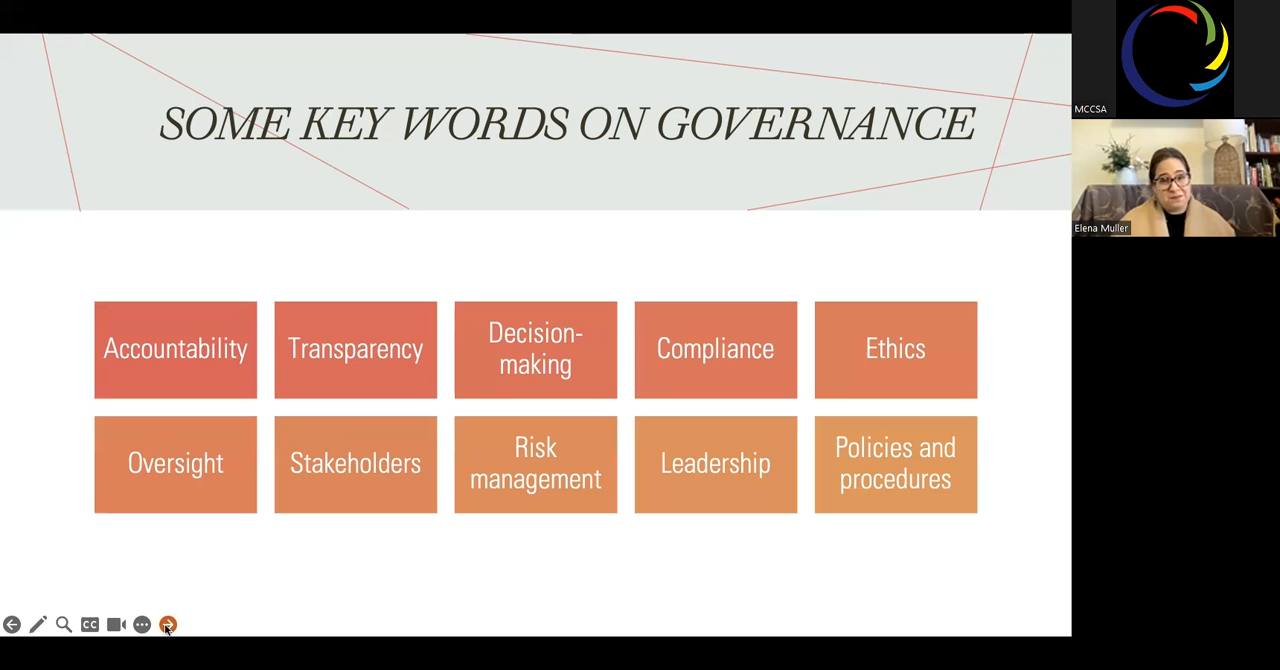 SOME KEY WORDS ON GOVERNANCE
Accountability
Transparency
Decision-
making
Compliance
Ethics
Oversight
Stakeholders
Risk
management
Leadership
Policies and
procedures
CC
MCCSA
Elena Muller